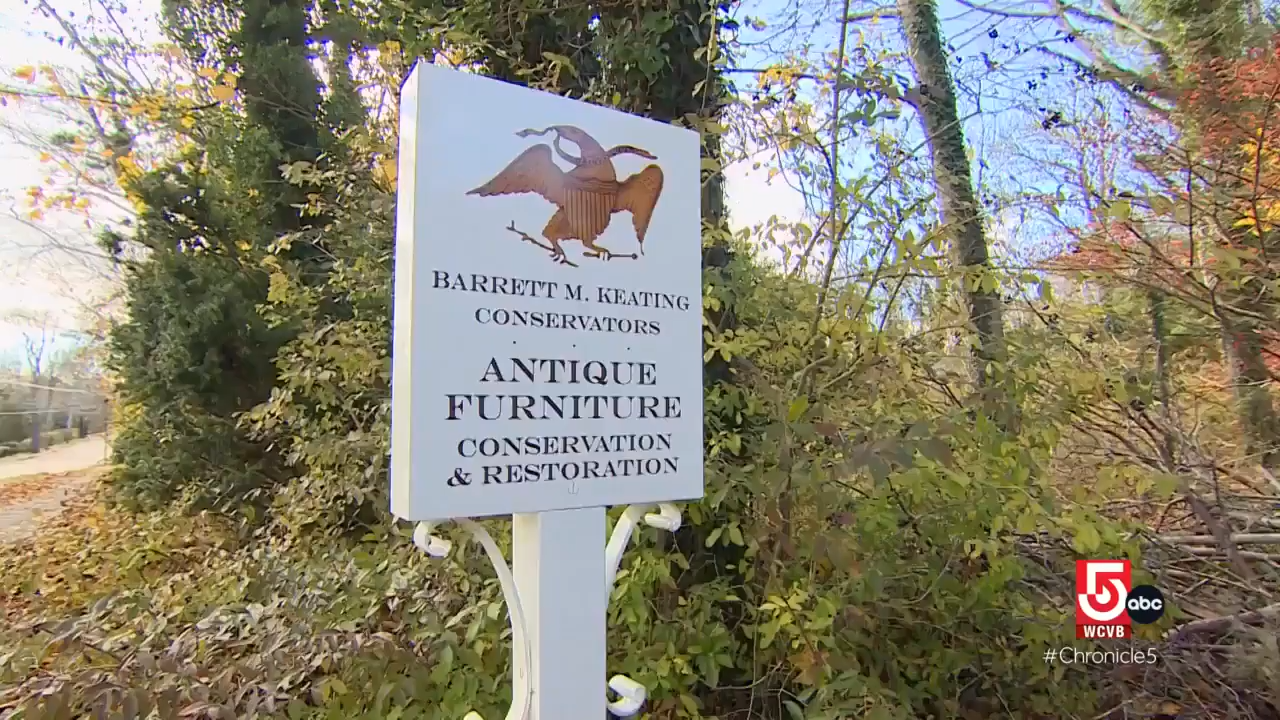 BARRETT M. KEATING
CONSERVATORS
ANTIQUE
FURNITURE
CONSERVATION
& RESTORATION
5 abc
WCVB
#Chronicle5